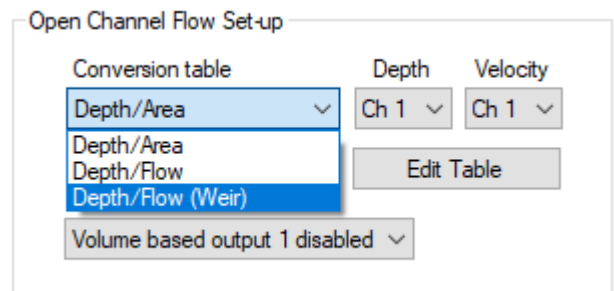 Open Channel Flow Set-up
Conversion table Depth Velocity
Depth/Area Ch 1 Ch 1
Depth/Area
Depth/Flow Edit Table
Depth/Flow (Weir)
Volume based output 1 disabled